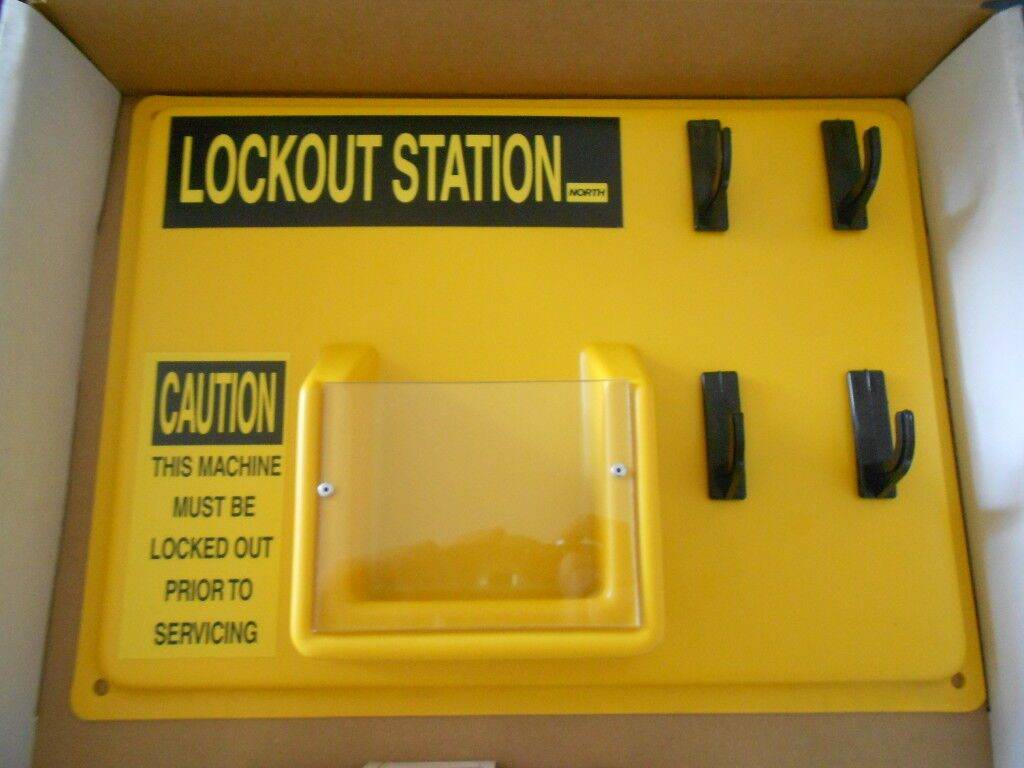 LOCKOUT STATION
NORTH
CAUTION
THIS MACHINE
MUST BE
LOCKED OUT
PRIOR TO
SERVICING